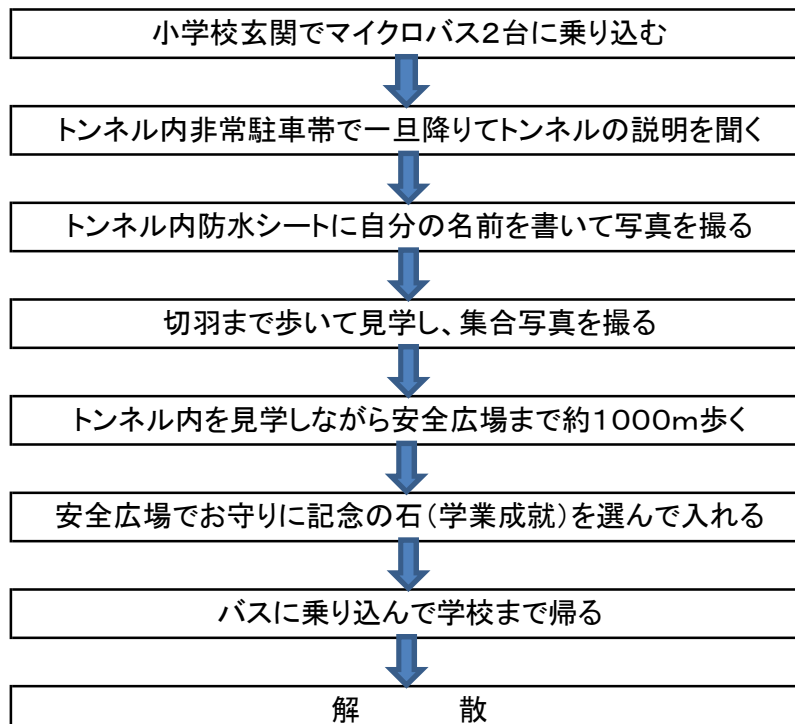 小学校玄関でマイクロバス２台に乗り込む
トンネル内非常駐車帯で一旦降りてトンネルの説明を聞く
トンネル内防水シートに自分の名前を書いて写真を撮る
切羽まで歩いて見学し、集合写真を撮る
トンネル内を見学しながら安全広場まで約１０００ｍ歩く
安全広場でお守りに記念の石（学業成就）を選んで入れる
バスに乗り込んで学校まで帰る
解　　　　散